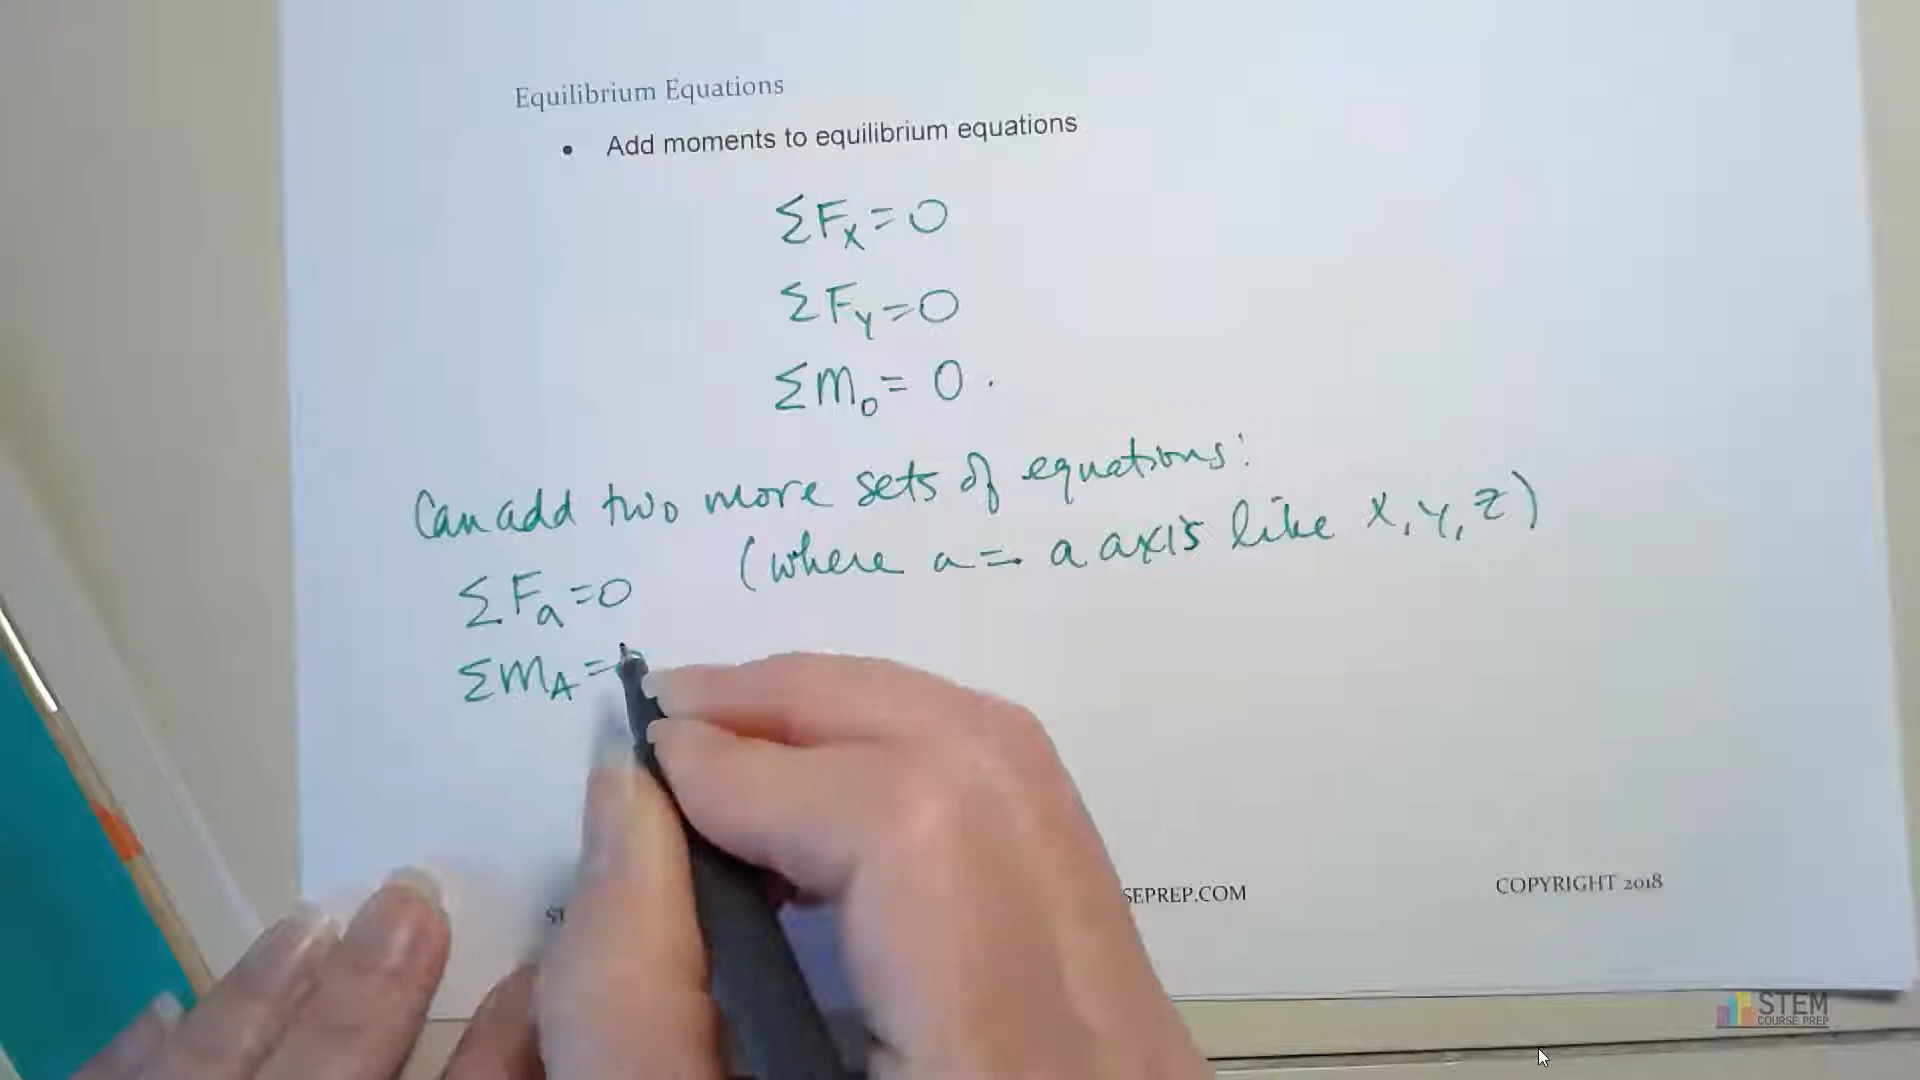 Equilibrium Equations
• Add moments to equilibrium equations
ΣFx=0
ΣFy=0
ΣMo=0.
Can add two more sets of equations:
(where a = a axis like x, y, z)
ΣFa=0
ΣMA=0
SEPREP.COM
COPYRIGHT 2018
STEM
COURSE PREP